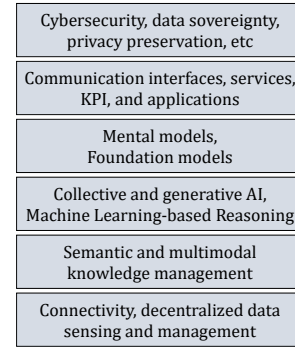 Cybersecurity, data sovereignty,
privacy preservation, etc
Communication interfaces, services,
KPI, and applications
Mental models,
Foundation models
Collective and generative AI,
Machine Learning-based Reasoning
Semantic and multimodal
knowledge management
Connectivity, decentralized data
sensing and management